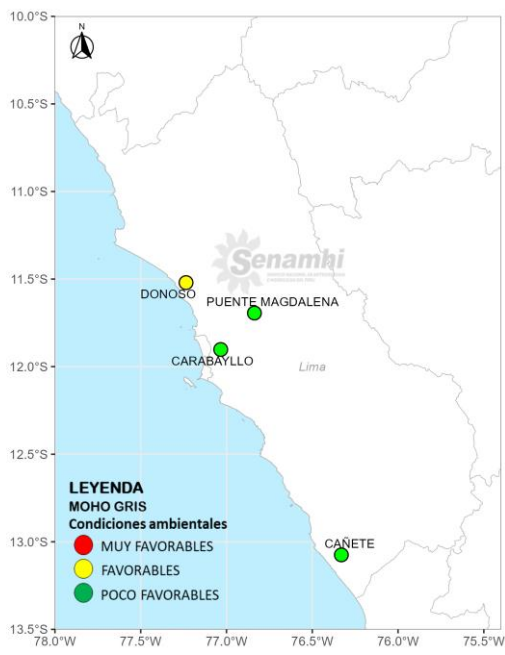 10.0°S
N
10.5°S
11.0°S
Senamhi
11.5°S
DONOSO
PUENTE MAGDALENA
12.0°S
CARABAYLLO
Lima
12.5°S
LEYENDA
MOHO GRIS
Condiciones ambientales
13.0°S
CAÑETE
MUY FAVORABLES
FAVORABLES
POCO FAVORABLES
13.5°S
78.0°W 77.5°W 77.0°W 76.5°W 76.0°W 75.5°W